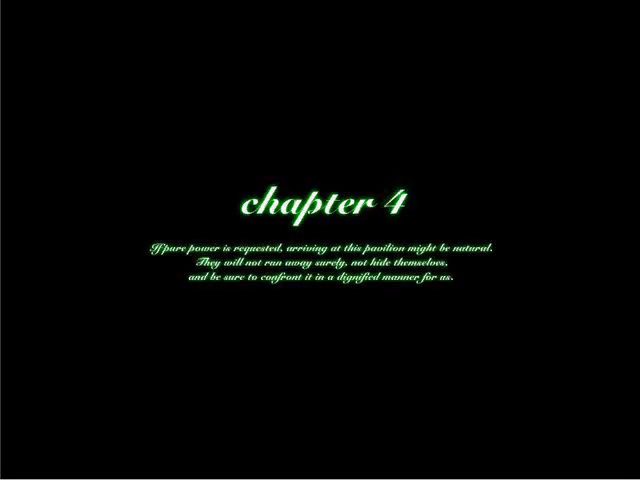 chapter 4
If pure power is requested, arriving at this pavilion might be natural.
They will not run away surely, not hide themselves,
and be sure to confront it in a dignified manner for us.